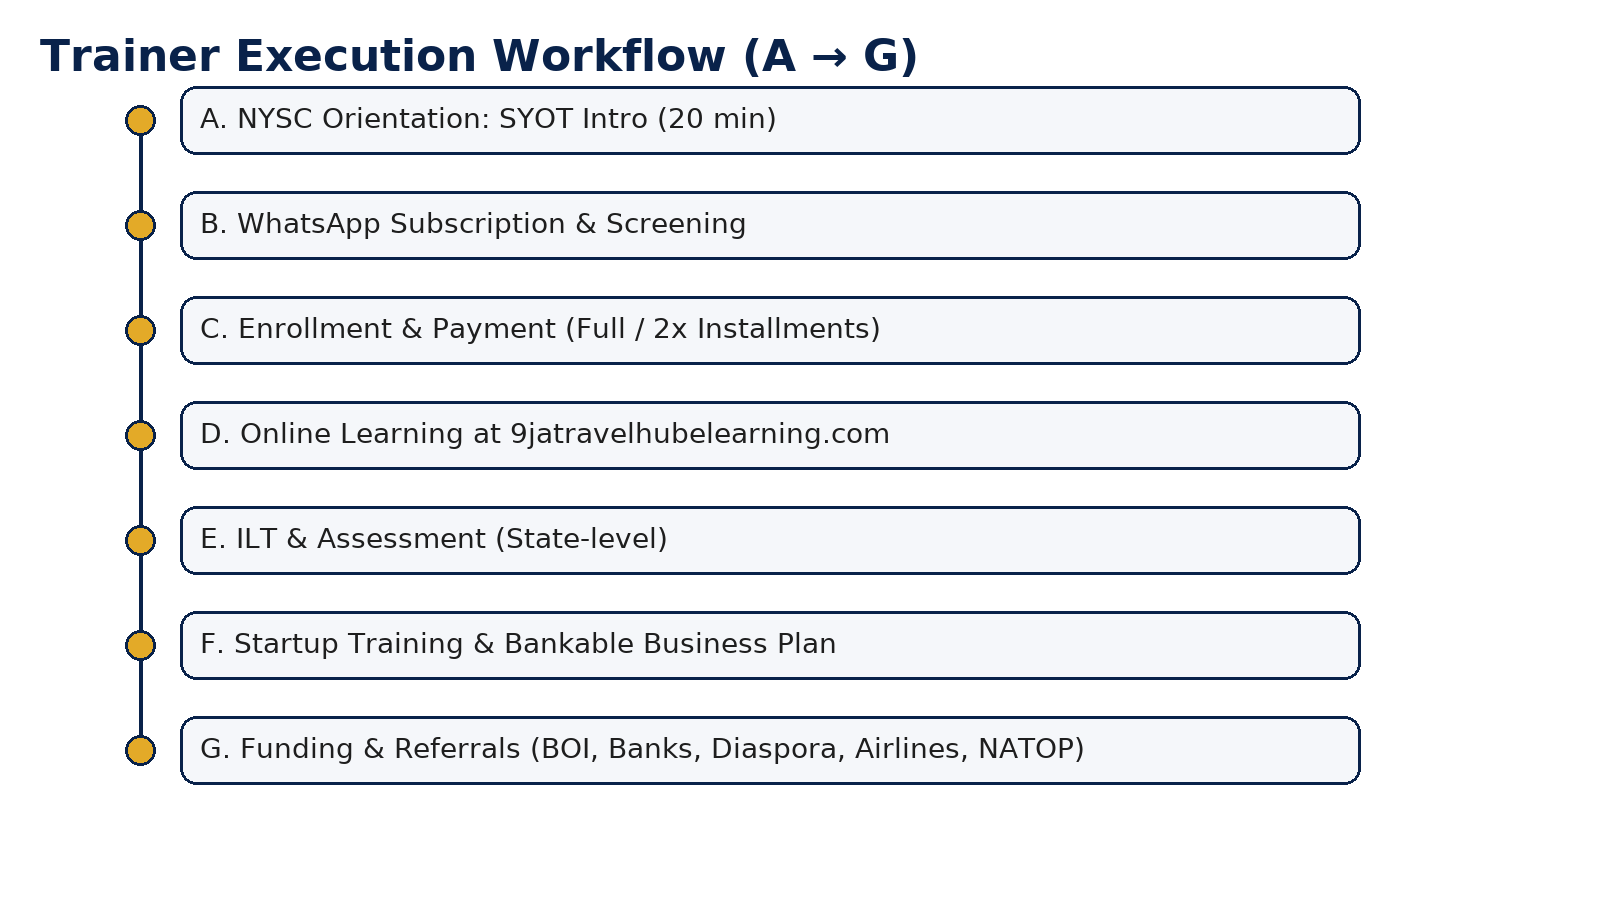 Trainer Execution Workflow (A → G)
A. NYSC Orientation: SYOT Intro (20 min)
B. WhatsApp Subscription & Screening
C. Enrollment & Payment (Full / 2x Installments)
D. Online Learning at 9jatravelhubelearning.com
E. ILT & Assessment (State-level)
F. Startup Training & Bankable Business Plan
G. Funding & Referrals (BOI, Banks, Diaspora, Airlines, NATOP)